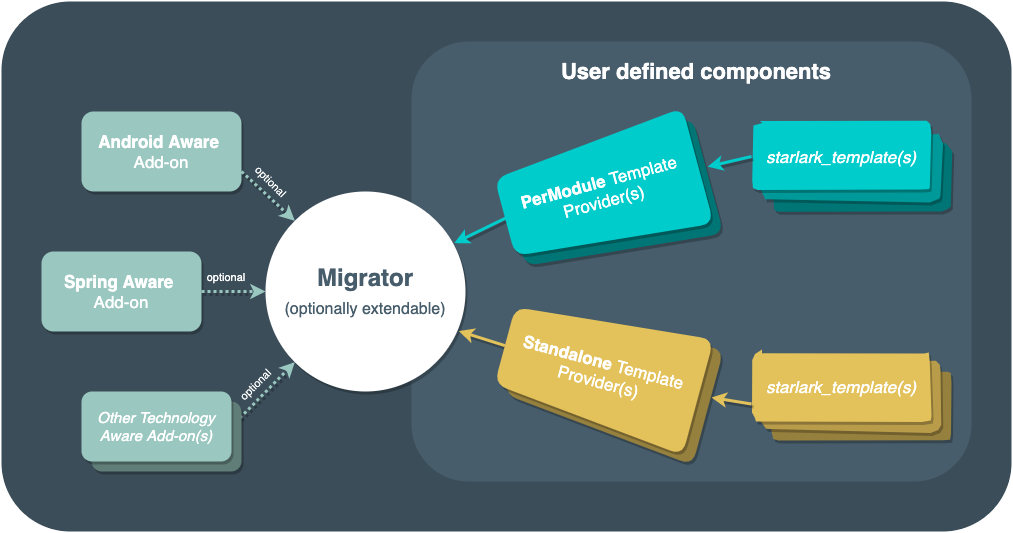 User defined components
Android Aware
Add-on
optional
PerModule Template
Provider(s)
starlark_template(s)
Spring Aware
Add-on
optional
Migrator
(optionally extendable)
Standalone Template
Provider(s)
starlark_template(s)
optional
Other Technology
Aware Add-on(s)